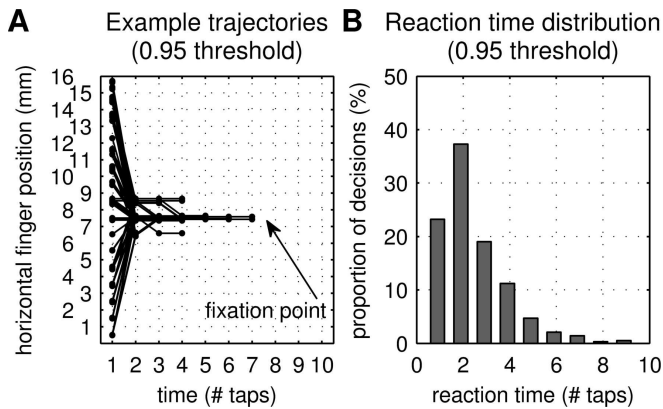 A
Example trajectories
(0.95 threshold)
horizontal finger position (mm)
16
15
14
13
12
11
10
9
8
7
6
5
4
3
2
1
fixation point
1 2 3 4 5 6 7 8 9 10
time (# taps)
B
Reaction time distribution
(0.95 threshold)
proportion of decisions (%)
50
40
30
20
10
0
0 2 4 6 8 10
reaction time (# taps)